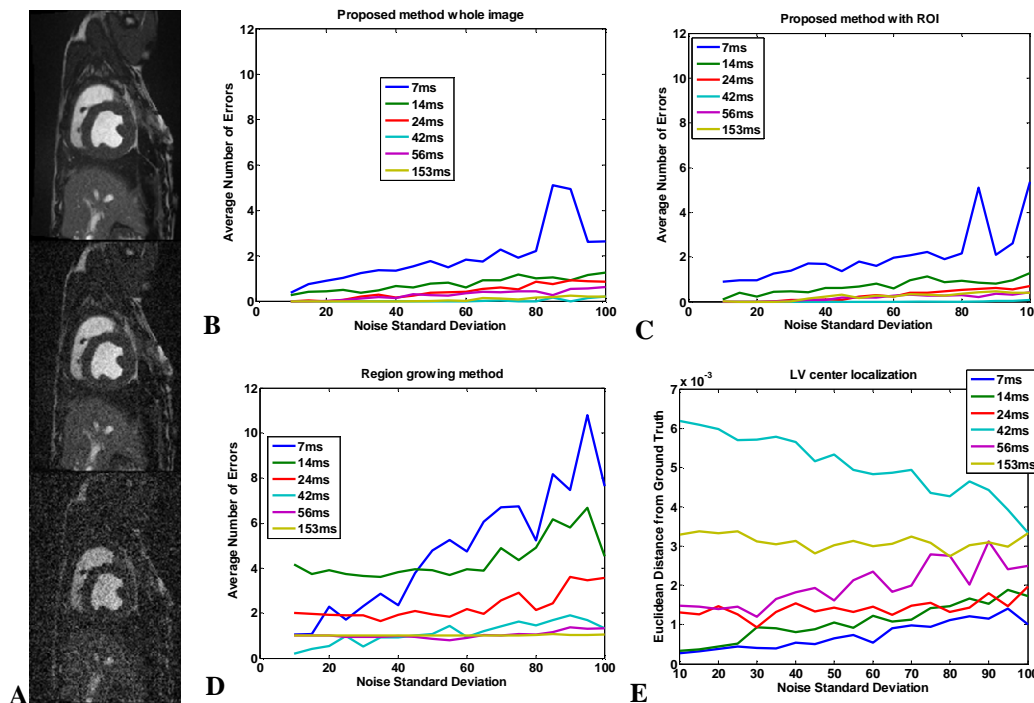 A
Proposed method whole image
Average Number of Errors
12
10
8
6
4
2
0
7ms
14ms
24ms
42ms
56ms
153ms
0 20 40 60 80 100
Noise Standard Deviation
B
Proposed method with ROI
Average Number of Errors
12
10
8
6
4
2
0
7ms
14ms
24ms
42ms
56ms
153ms
0 20 40 60 80 100
Noise Standard Deviation
C
Region growing method
Average Number of Errors
12
10
8
6
4
2
0
7ms
14ms
24ms
42ms
56ms
153ms
0 20 40 60 80 100
Noise Standard Deviation
D
LV center localization
x 10-3
Euclidean Distance from Ground Truth
7
6
5
4
3
2
1
0
7ms
14ms
24ms
42ms
56ms
153ms
10 20 30 40 50 60 70 80 90 100
Noise Standard Deviation
E